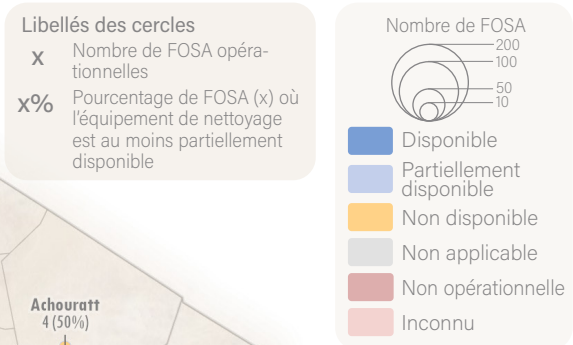 Libellés des cercles
x Nombre de FOSA opéra-
tionnelles
x% Pourcentage de FOSA (x) où
l'équipement de nettoyage
est au moins partiellement
disponible
Nombre de FOSA
200
100
50
10
Disponible
Partiellement
disponible
Non disponible
Non applicable
Non opérationnelle
Inconnu
Achouratt
4 (50%)